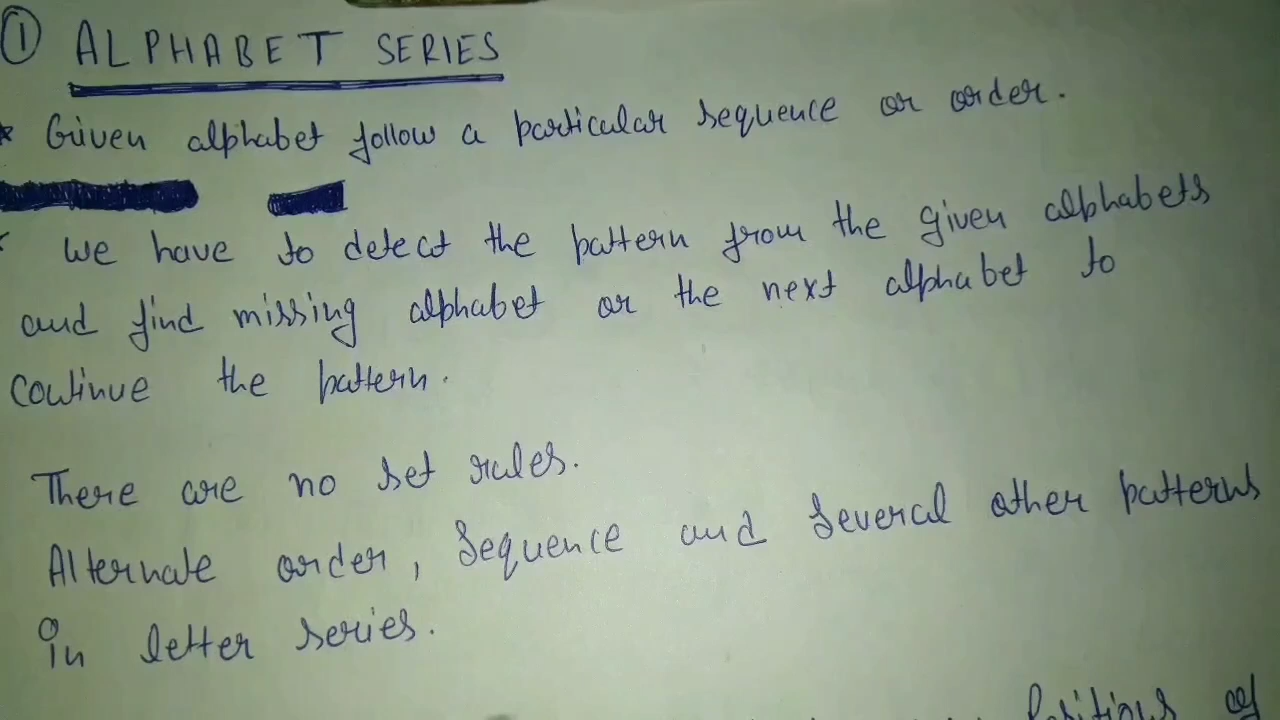 ① ALPHABET SERIES
* Given alphabet follow a particular sequence or order.
* We have to detect the pattern from the given alphabets
and find missing alphabet or the next alphabet to
continue the pattern.
There are no set rules.
Alternate order, sequence and several other patterns
in letter series.
Positions of